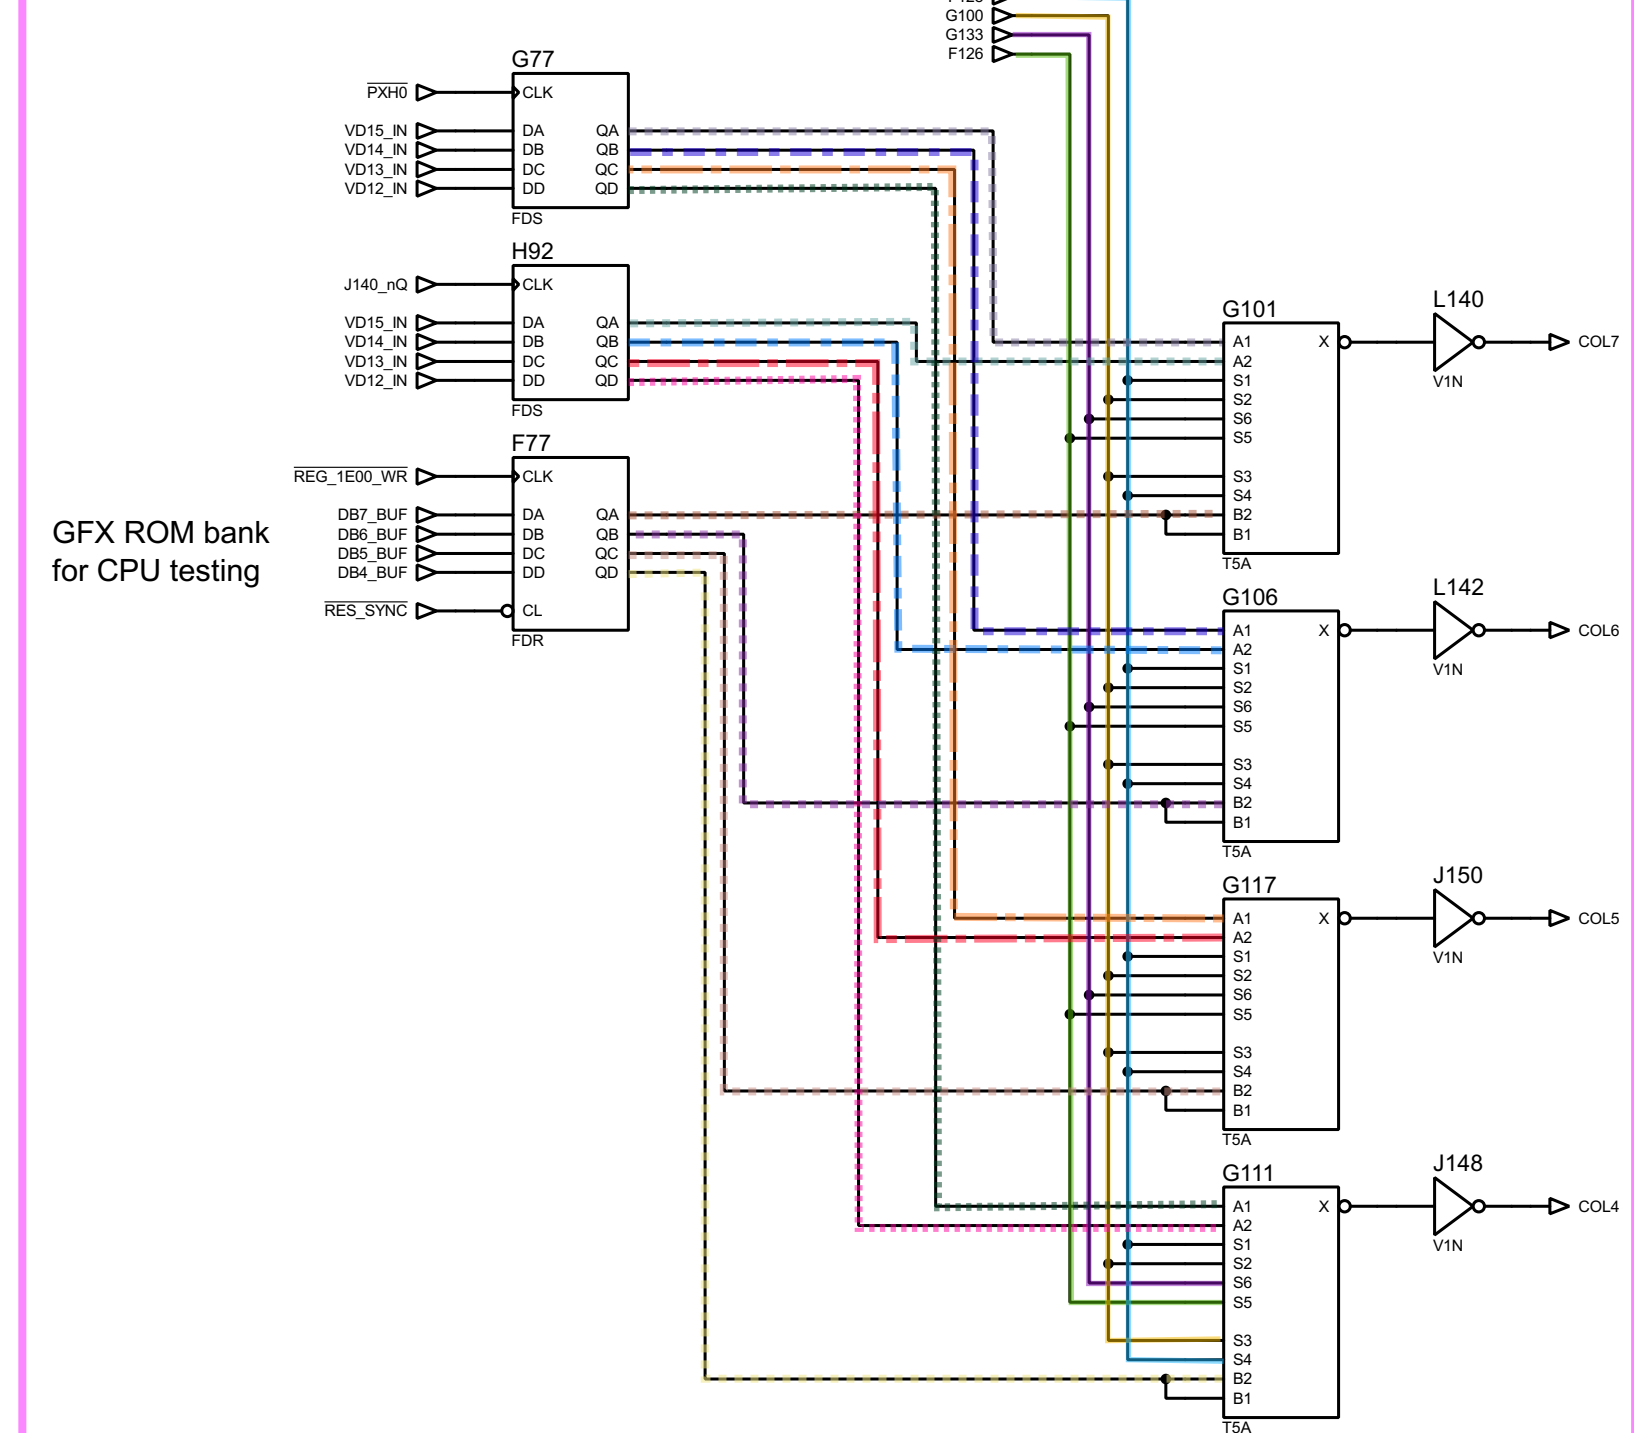 G100
G133
F126
G77
PXH0
CLK
VD15_IN DA QA
VD14_IN DB QB
VD13_IN DC QC
VD12_IN DD QD
FDS
H92
J140_nQ CLK
VD15_IN DA QA
VD14_IN DB QB
VD13_IN DC QC
VD12_IN DD QD
FDS
F77
REG_1E00_WR CLK
DB7_BUF DA QA
DB6_BUF DB QB
DB5_BUF DC QC
DB4_BUF DD QD
RES_SYNC CL
FDR
GFX ROM bank
for CPU testing
G101
A1 X
A2
S1
S2
S6
S5
S3
S4
B2
B1
T5A
L140
V1N
COL7
G106
A1 X
A2
S1
S2
S6
S5
S3
S4
B2
B1
T5A
L142
V1N
COL6
G117
A1 X
A2
S1
S2
S6
S5
S3
S4
B2
B1
T5A
J150
V1N
COL5
G111
A1 X
A2
S1
S2
S6
S5
S3
S4
B2
B1
T5A
J148
V1N
COL4